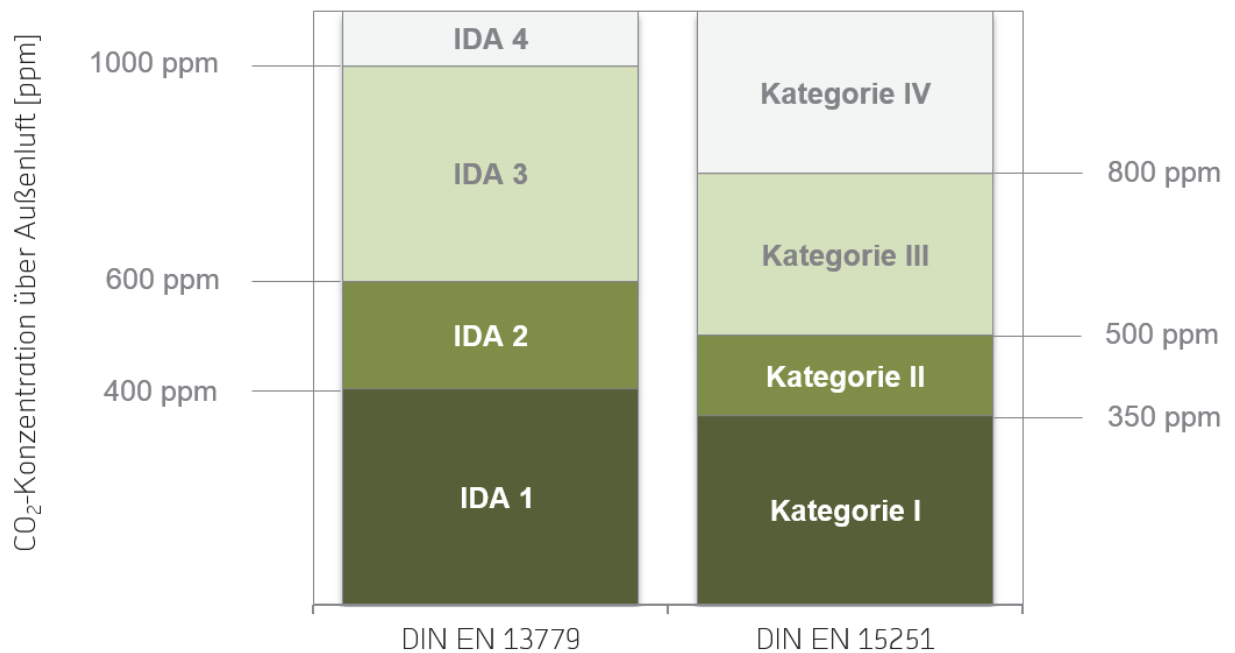 CO₂-Konzentration über Außenluft [ppm]
1000 ppm
600 ppm
400 ppm
IDA 4
IDA 3
IDA 2
IDA 1
Kategorie IV
Kategorie III
Kategorie II
Kategorie I
800 ppm
500 ppm
350 ppm
DIN EN 13779
DIN EN 15251